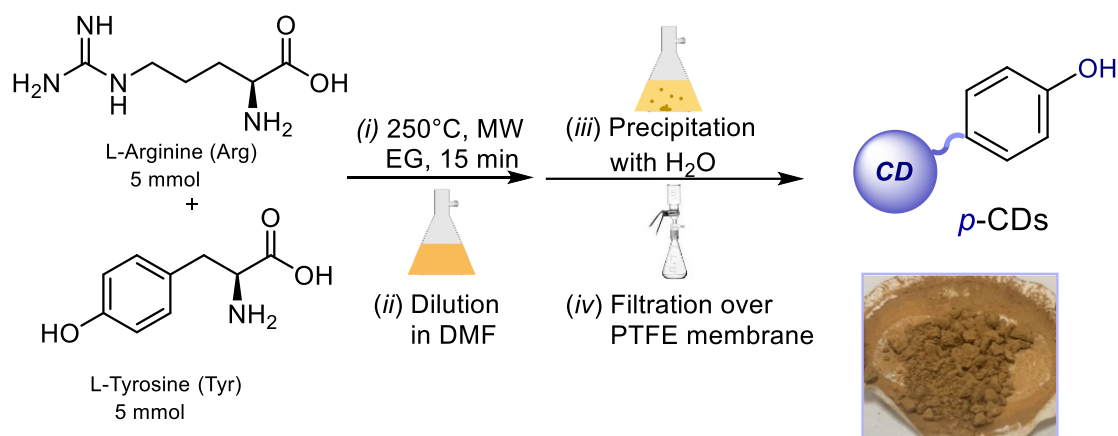 NH
O
H₂N
N
H
OH
NH₂
L-Arginine (Arg)
5 mmol
+
O
OH
NH₂
HO
L-Tyrosine (Tyr)
5 mmol
(i) 250°C, MW
EG, 15 min
(ii) Dilution
in DMF
(iii) Precipitation
with H₂O
(iv) Filtration over
PTFE membrane
OH
CD
p-CDs